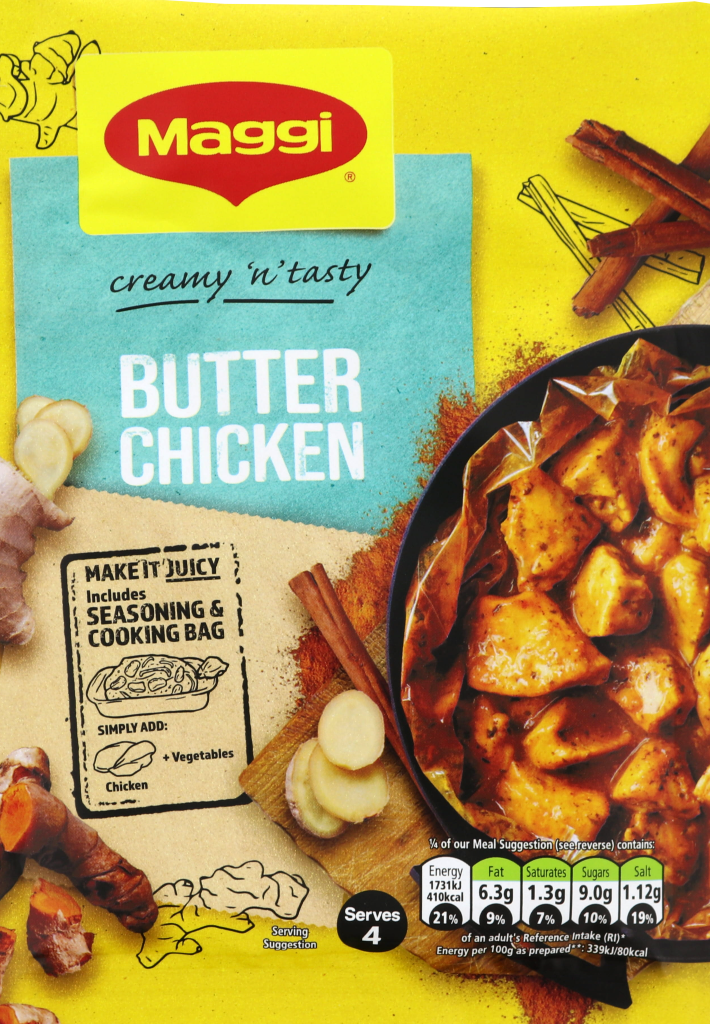 Maggi
®
creamy 'n' tasty
BUTTER
CHICKEN
MAKE IT JUICY
Includes
SEASONING &
COOKING BAG
SIMPLY ADD:
+ Vegetables
Chicken
¼ of our Meal Suggestion (see reverse) contains:
Energy Fat Saturates Sugars Salt
1731kJ
410kcal 6.3g 1.3g 9.0g 1.12g
21% 9% 7% 10% 19%
of an adult's Reference Intake (RI)*
Energy per 100g as prepared**: 339kJ/80kcal
Serves
4
Serving
Suggestion